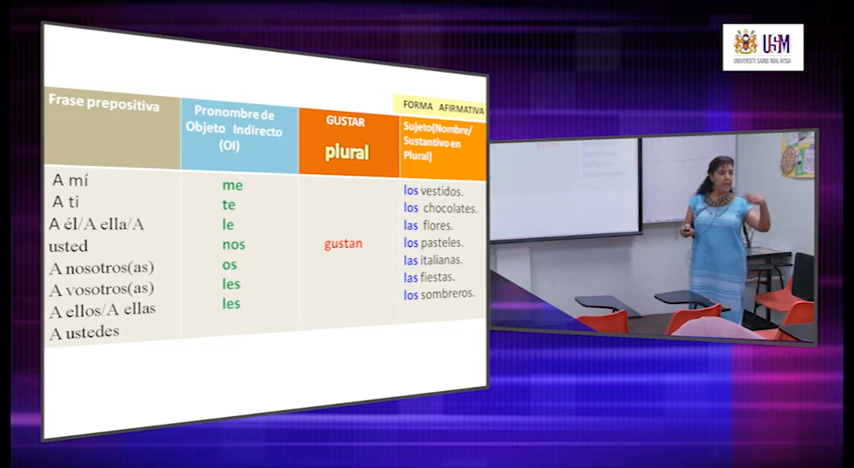 USM
UNIVERSITI SAINS MALAYSIA
Frase prepositiva
Pronombre de
Objeto Indirecto
(OI)
GUSTAR
plural
FORMA AFIRMATIVA
Sujeto(Nombre/
Sustantivo en
Plural)
A mí
A ti
A él/A ella/A
usted
A nosotros(as)
A vosotros(as)
A ellos/A ellas
A ustedes
me
te
le
nos
os
les
les
gustan
los vestidos.
los chocolates.
las flores.
los pasteles.
las italianas.
las fiestas.
los sombreros.